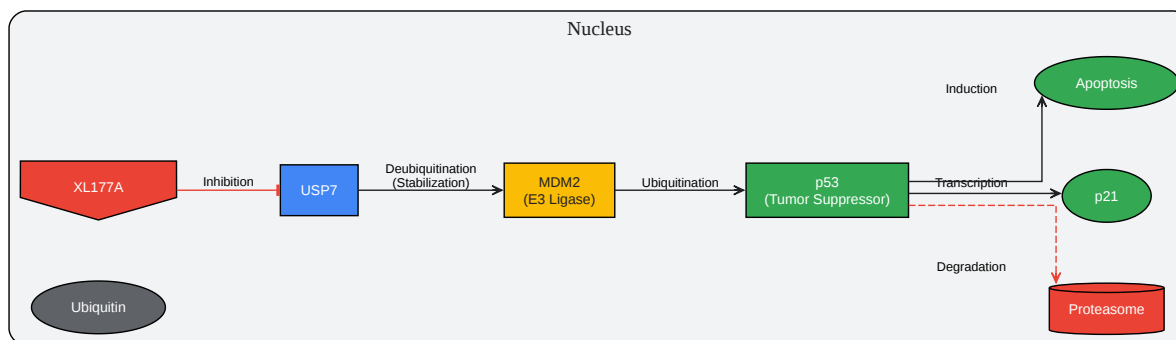 Nucleus
Apoptosis
Induction
XL177A
Inhibition
USP7
Deubiquitination
(Stabilization)
MDM2
(E3 Ligase)
Ubiquitination
p53
(Tumor Suppressor)
Transcription
p21
Degradation
Ubiquitin
Proteasome